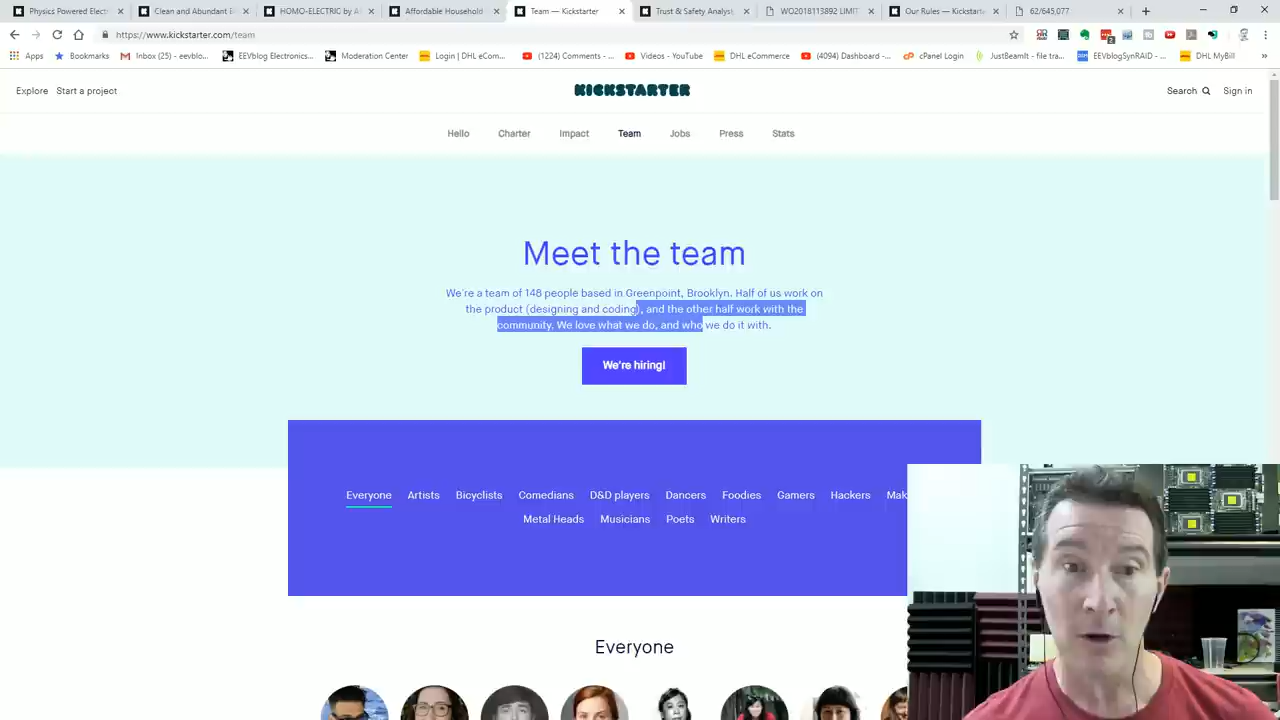 Physics Powered Electri
Clean and Abundant E
HOMO-ELECTRIC by A
Affordable Household
Team — Kickstarter
Trust & Safety Analys
WO2018113892 LIMIT
Our Rules — Kickstarte
62/645,077
https://www.kickstarter.com/team
Apps
Bookmarks
Inbox (25) - eevblo...
EEVblog Electronics...
Moderation Center
Login | DHL eCom...
(1224) Comments - ...
Videos - YouTube
DHL eCommerce
(4094) Dashboard -...
cPanel Login
JustBeamIt - file tra...
EEVblogSynRAID - ...
DHL MyBill
Explore
Start a project
KICKSTARTER
Search
Sign in
Hello
Charter
Impact
Team
Jobs
Press
Stats
Meet the team
We're a team of 148 people based in Greenpoint, Brooklyn. Half of us work on
the product (designing and coding), and the other half work with the
community. We love what we do, and who we do it with.
We're hiring!
Everyone
Artists
Bicyclists
Comedians
D&D players
Dancers
Foodies
Gamers
Hackers
Mak
Metal Heads
Musicians
Poets
Writers
Everyone